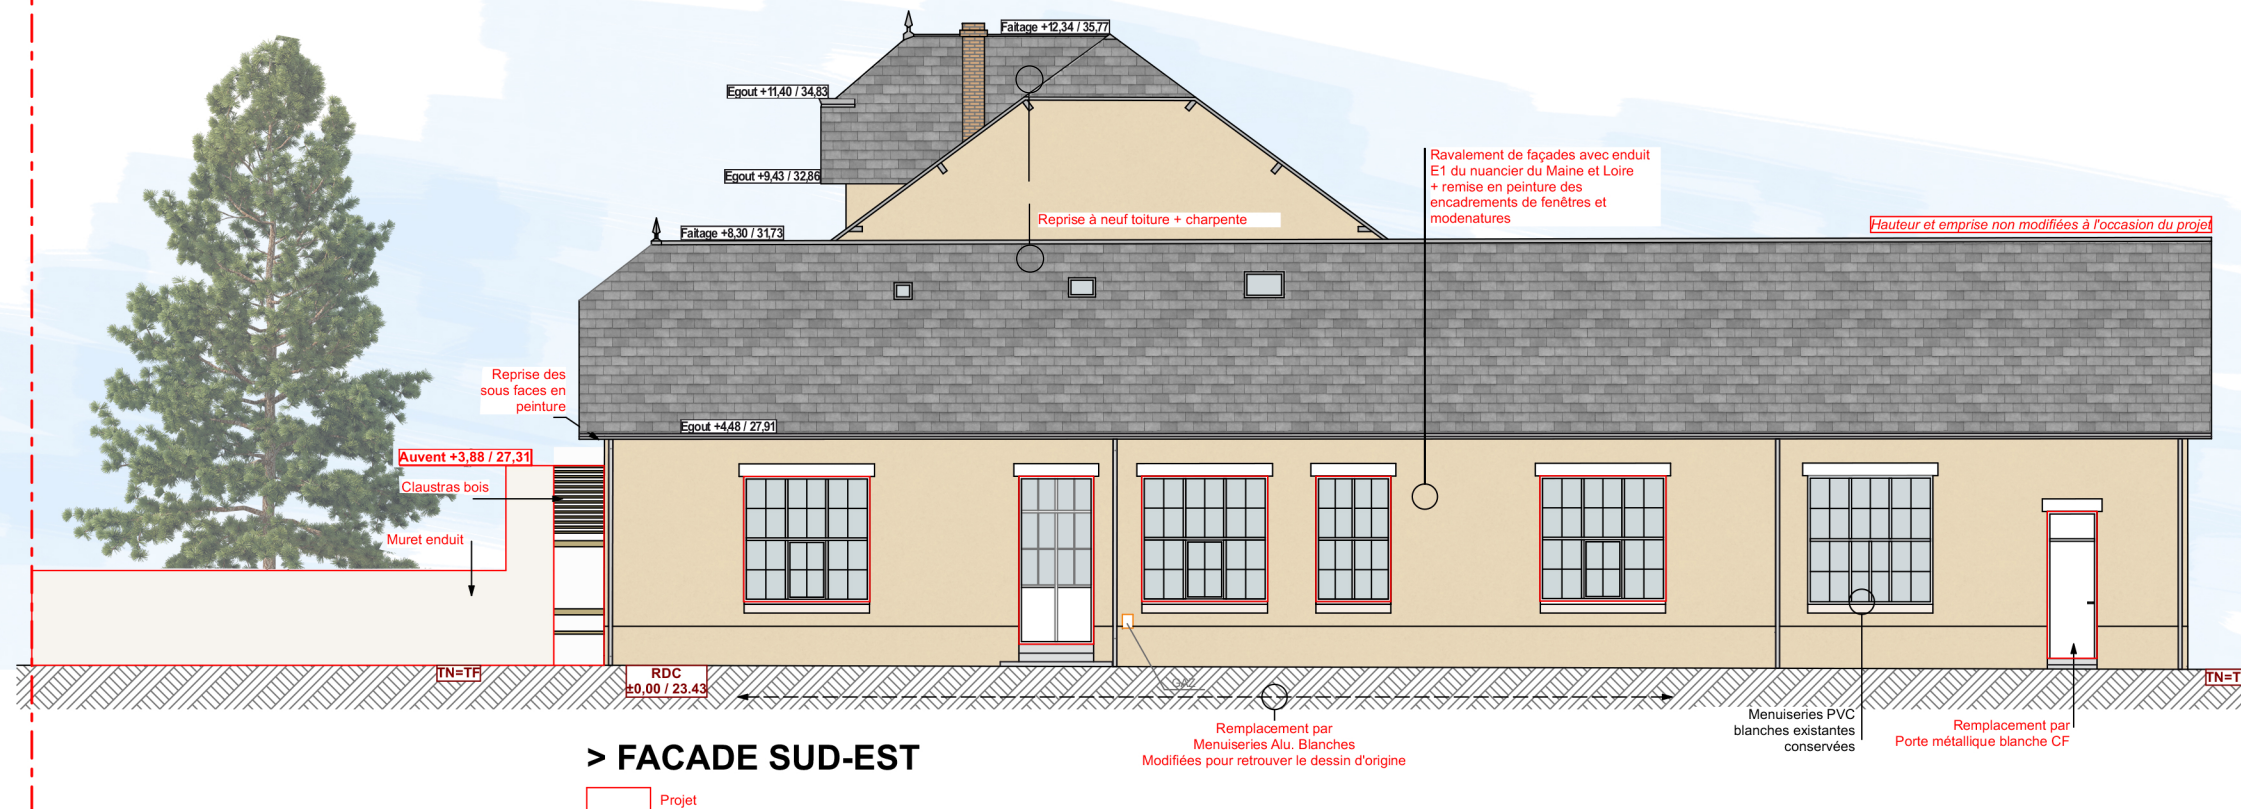 Faitage +12,34 / 35,77
Egout +11,40 / 34,83
Egout +9,43 / 32,86
Ravalement de façades avec enduit
E1 du nuancier du Maine et Loire
+ remise en peinture des
encadrements de fenêtres et
modenatures
Reprise à neuf toiture + charpente
Faitage +8,30 / 31,73
Hauteur et emprise non modifiées à l'occasion du projet
Reprise des
sous faces en
peinture
Egout +4,48 / 27,91
Auvent +3,88 / 27,31
Claustras bois
Muret enduit
TN=TF
RDC
±0,00 / 23.43
GAZ
TN=T
Remplacement par
Menuiseries Alu. Blanches
Modifiées pour retrouver le dessin d'origine
Menuiseries PVC
blanches existantes
conservées
Remplacement par
Porte métallique blanche CF
> FACADE SUD-EST
Projet